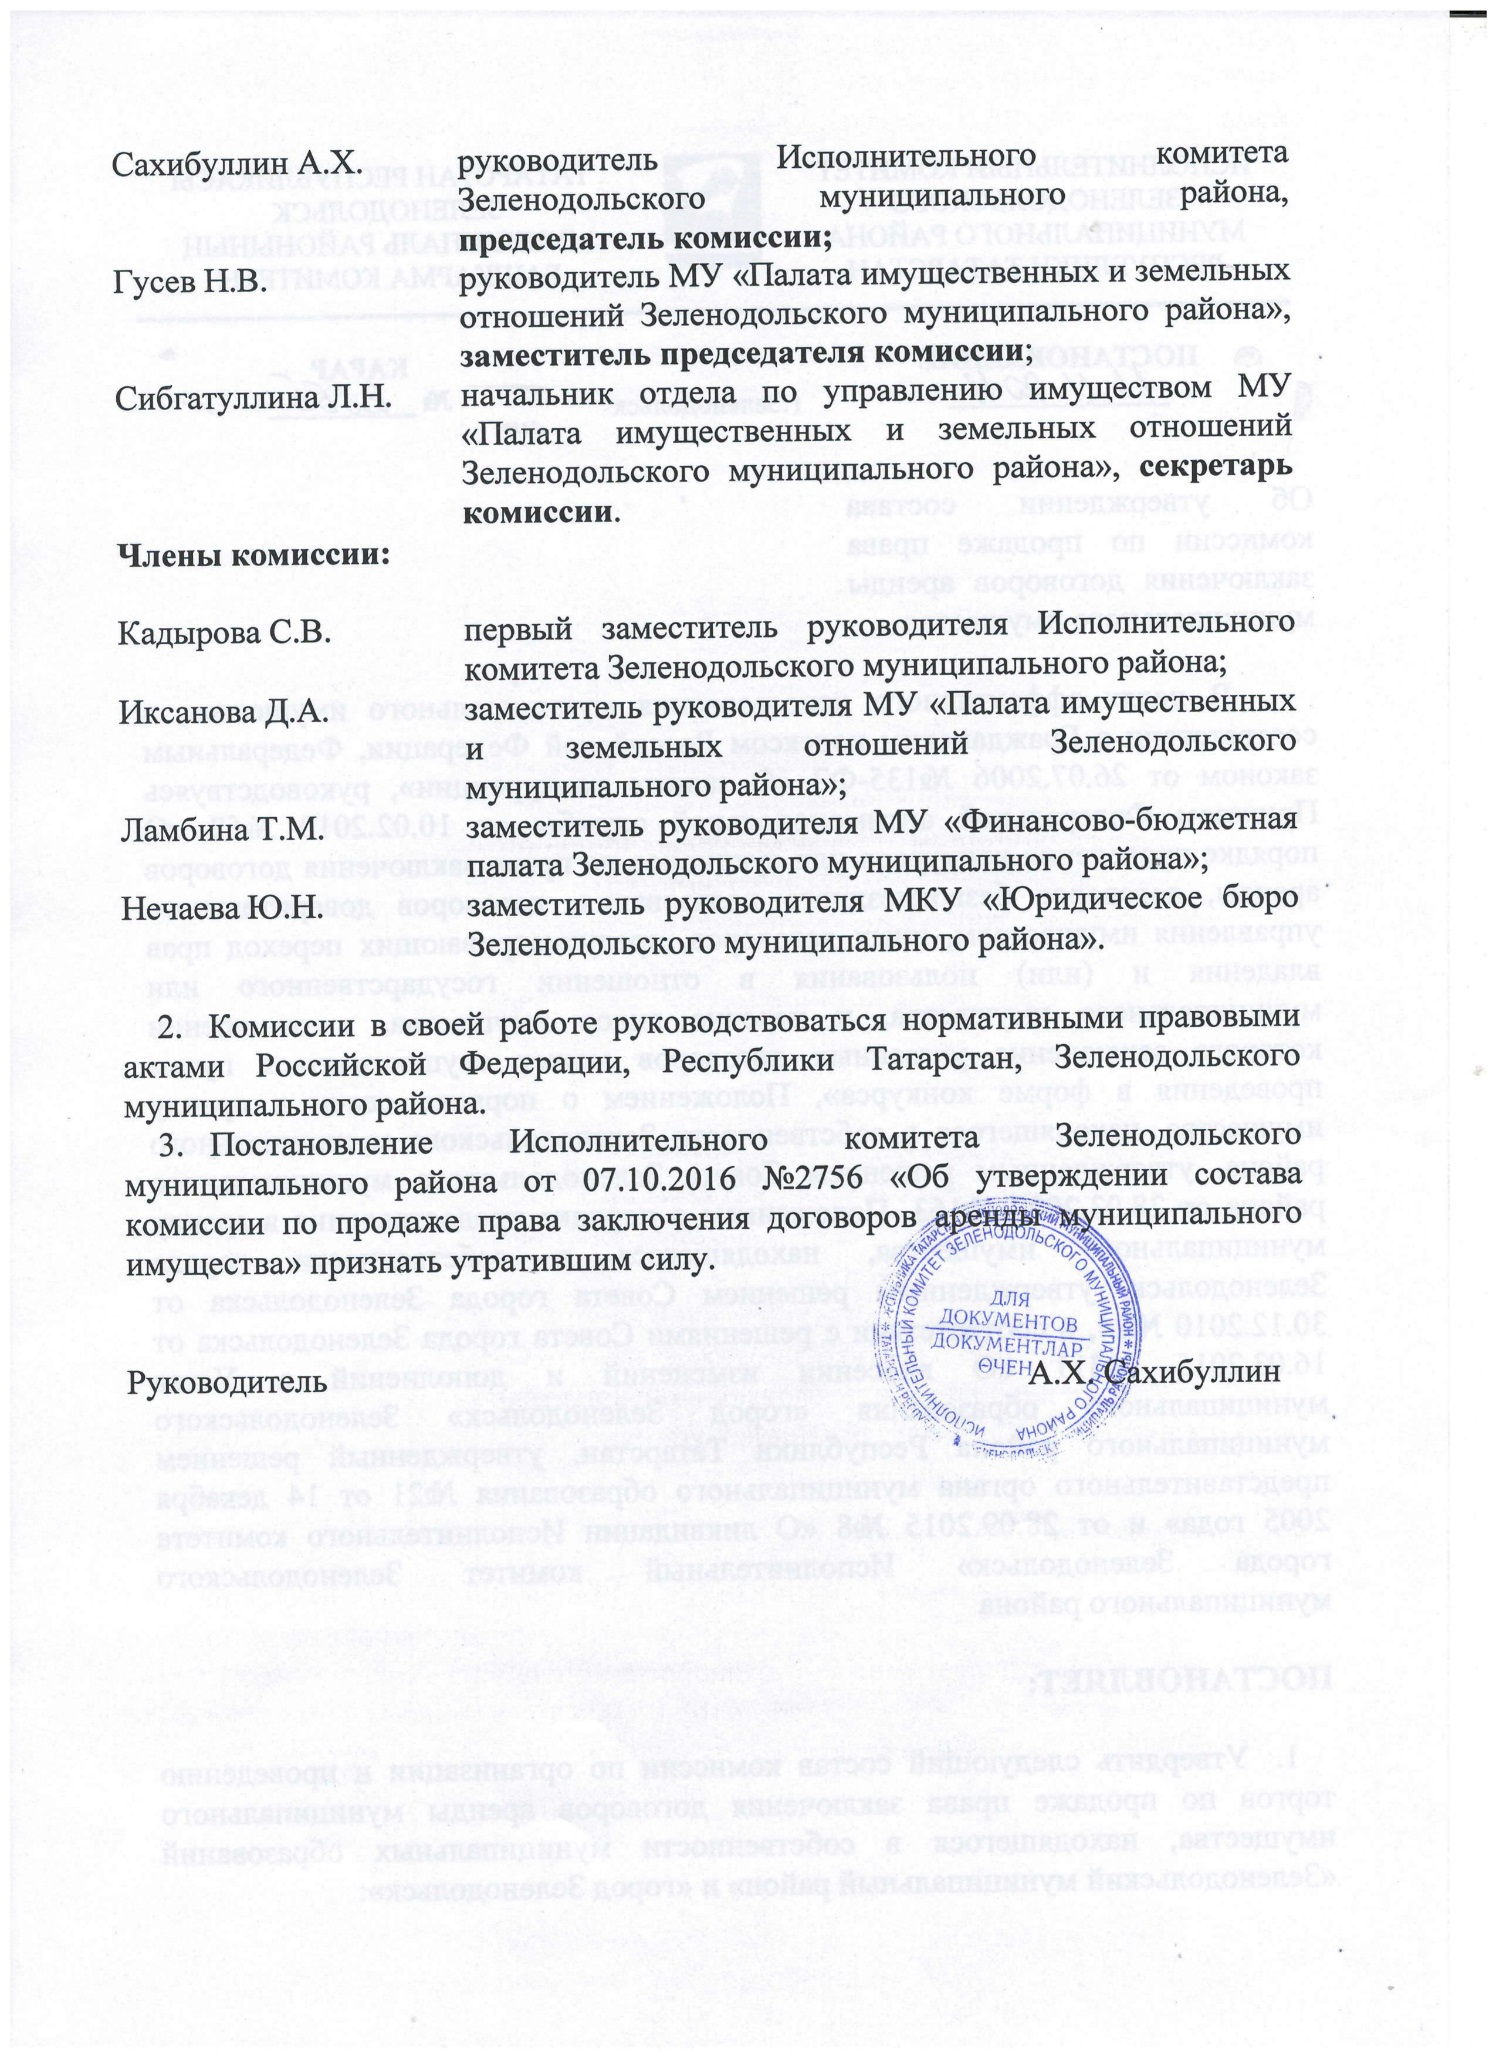 Сахибуллин А.Х. руководитель Исполнительного комитета
Зеленодольского муниципального района,
председатель комиссии;
Гусев Н.В. руководитель МУ «Палата имущественных и земельных
отношений Зеленодольского муниципального района»,
заместитель председателя комиссии;
Сибгатуллина Л.Н. начальник отдела по управлению имуществом МУ
«Палата имущественных и земельных отношений
Зеленодольского муниципального района», секретарь
комиссии.
Члены комиссии:
Кадырова С.В. первый заместитель руководителя Исполнительного
комитета Зеленодольского муниципального района;
Иксанова Д.А. заместитель руководителя МУ «Палата имущественных
и земельных отношений Зеленодольского
муниципального района»;
Ламбина Т.М. заместитель руководителя МУ «Финансово-бюджетная
палата Зеленодольского муниципального района»;
Нечаева Ю.Н. заместитель руководителя МКУ «Юридическое бюро
Зеленодольского муниципального района».
2. Комиссии в своей работе руководствоваться нормативными правовыми
актами Российской Федерации, Республики Татарстан, Зеленодольского
муниципального района.
3. Постановление Исполнительного комитета Зеленодольского
муниципального района от 07.10.2016 №2756 «Об утверждении состава
комиссии по продаже права заключения договоров аренды муниципального
имущества» признать утратившим силу.
ИСПОЛНИТЕЛЬНЫЙ КОМИТЕТ ЗЕЛЕНОДОЛЬСКОГО МУНИЦИПАЛЬНОГО РАЙОНА
ДЛЯ
ДОКУМЕНТОВ
ДОКУМЕНТЛАР
ӨЧЕН
Руководитель А.Х. Сахибуллин